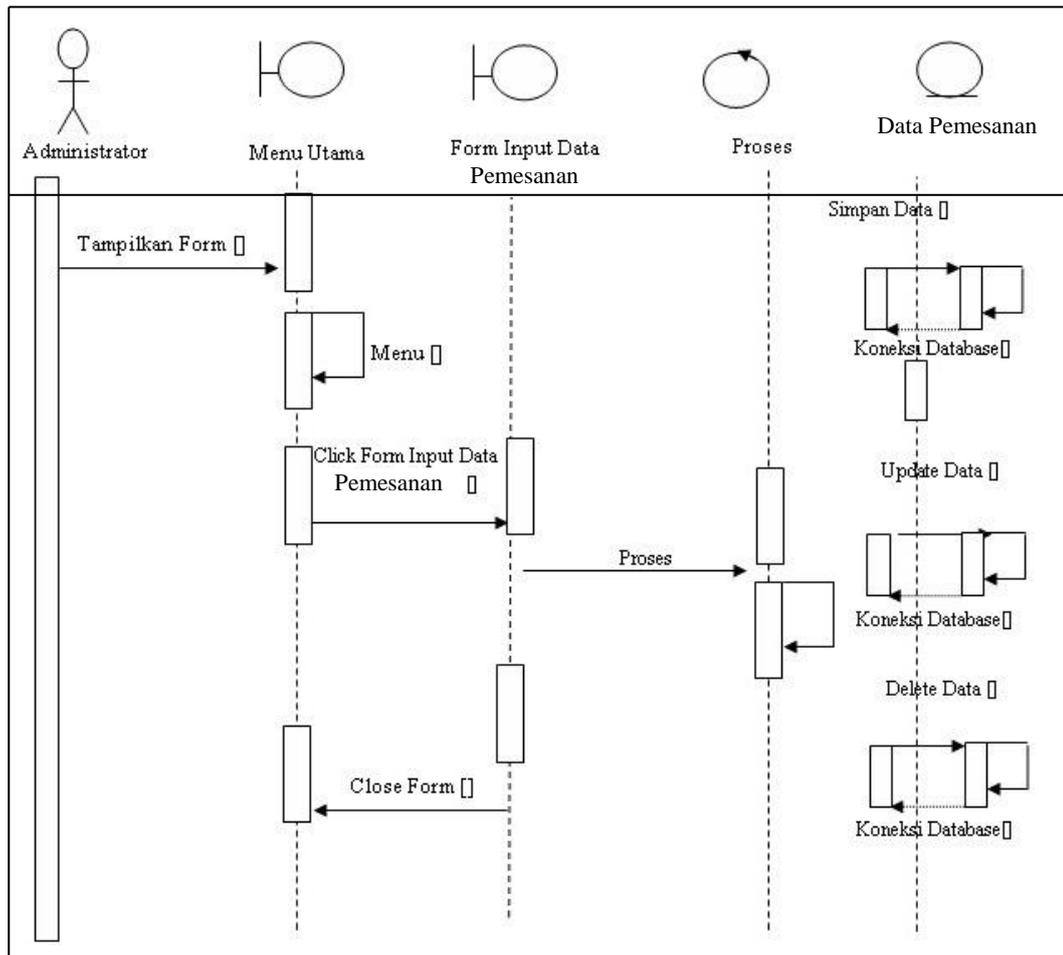 Administrator
Menu Utama
Form Input Data
Pemesanan
Proses
Data Pemesanan
Simpan Data []
Tampilkan Form []
Koneksi Database[]
Menu []
Click Form Input Data
Pemesanan []
Update Data []
Proses
Koneksi Database[]
Delete Data []
Close Form []
Koneksi Database[]